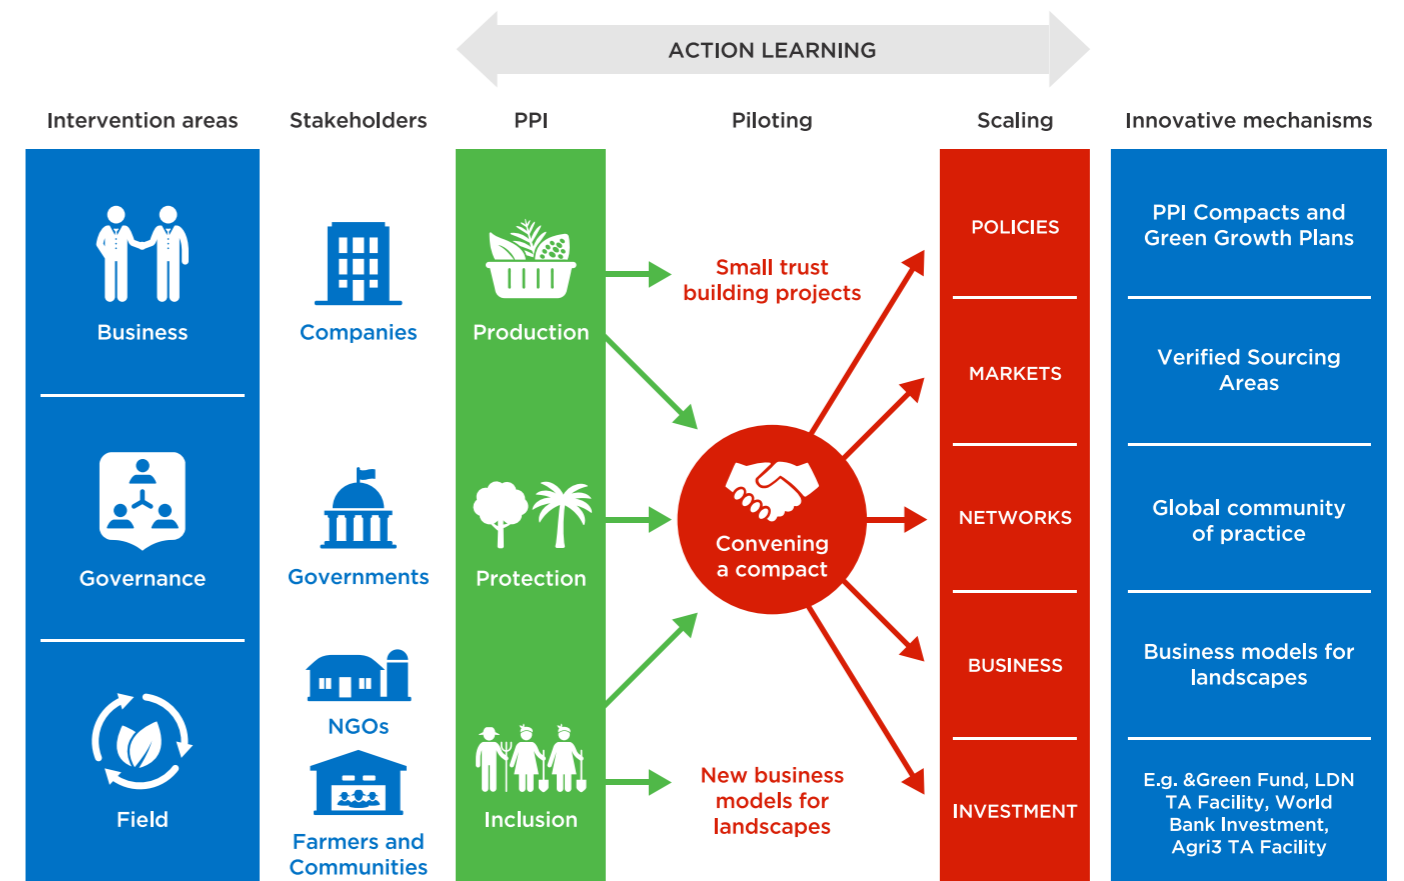 ACTION LEARNING
Intervention areas
Stakeholders
PPI
Piloting
Scaling
Innovative mechanisms
Business
Governance
Field
Companies
Governments
NGOs
Farmers and
Communities
Production
Protection
Inclusion
Small trust
building projects
Convening
a compact
New business
models for
landscapes
POLICIES
MARKETS
NETWORKS
BUSINESS
INVESTMENT
PPI Compacts and
Green Growth Plans
Verified Sourcing
Areas
Global community
of practice
Business models for
landscapes
E.g. &Green Fund, LDN
TA Facility, World
Bank Investment,
Agri3 TA Facility